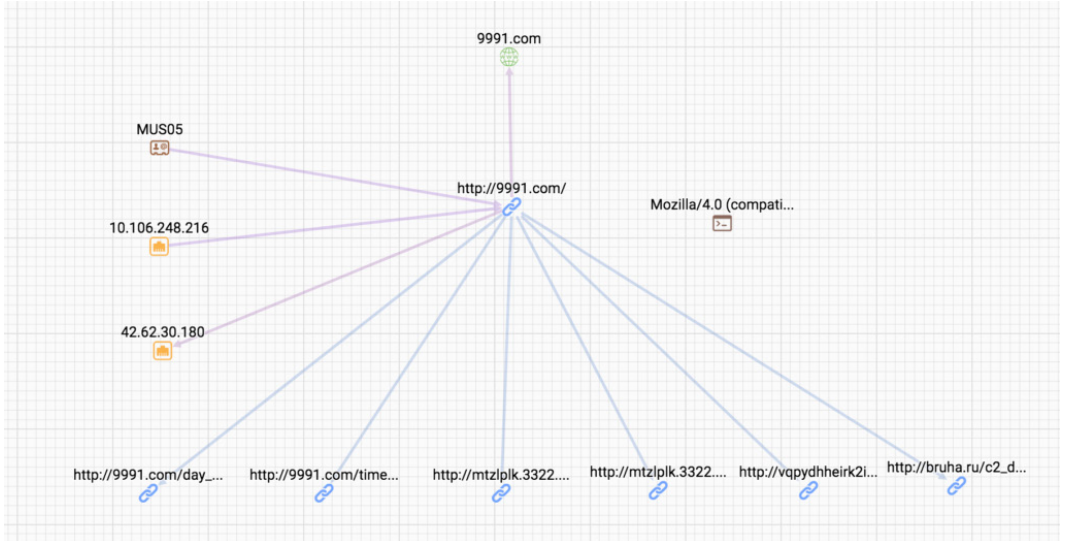 9991.com
MUS05
http://9991.com/
Mozilla/4.0 (compati...
10.106.248.216
42.62.30.180
http://9991.com/day_...
http://9991.com/time...
http://mtzlplk.3322....
http://mtzlplk.3322....
http://vqpydhheirk2i...
http://bruha.ru/c2_d...